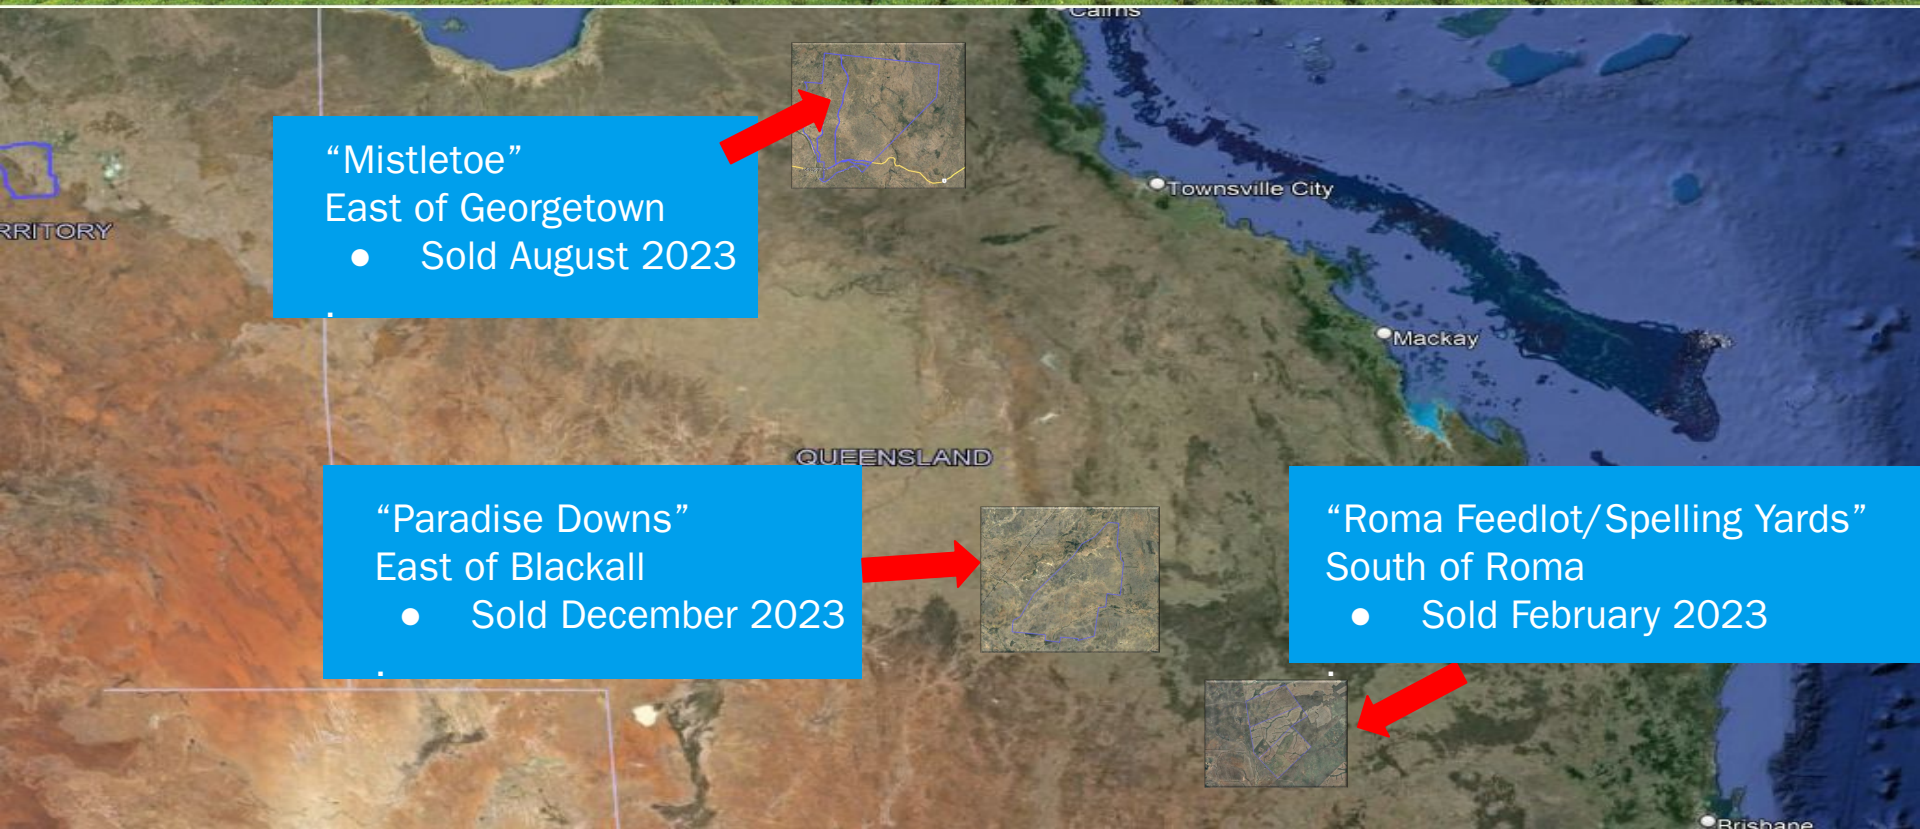 Cairns
“Mistletoe”
East of Georgetown
● Sold August 2023
.
Townsville City
RRITORY
Mackay
QUEENSLAND
“Paradise Downs”
East of Blackall
● Sold December 2023
.
“Roma Feedlot/Spelling Yards”
South of Roma
● Sold February 2023
.
Brisbane